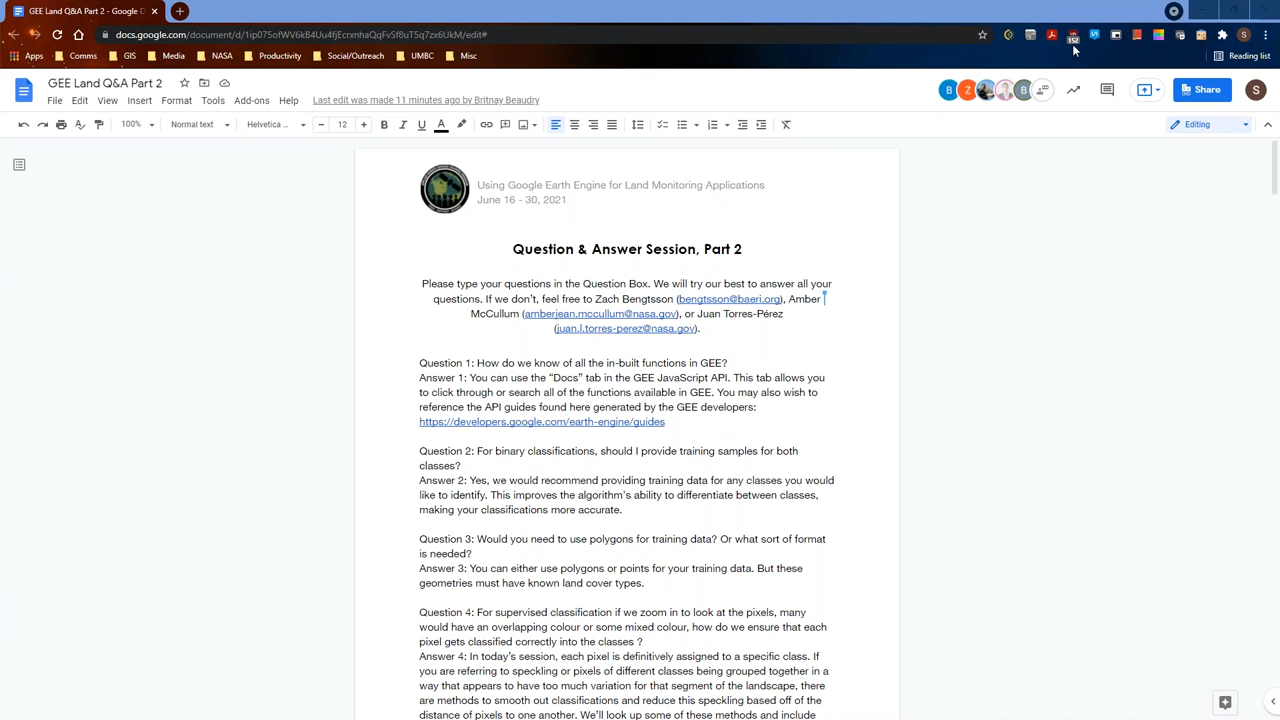 GEE Land Q&A Part 2 - Google D
docs.google.com/document/d/1ip075ofWV6kB4Uu4fjEcrxnhaQqFvSf8uT5q7zx6UkM/edit#
Apps Comms GIS Media NASA Productivity Social/Outreach UMBC Misc Reading list
152
GEE Land Q&A Part 2
File Edit View Insert Format Tools Add-ons Help Last edit was made 11 minutes ago by Britnay Beaudry
B Z B Share S
100% Normal text Helvetica ... 12 B I U A Editing
Using Google Earth Engine for Land Monitoring Applications
June 16 - 30, 2021
Question & Answer Session, Part 2
Please type your questions in the Question Box. We will try our best to answer all your
questions. If we don't, feel free to Zach Bengtsson (bengtsson@baeri.org), Amber
McCullum (amberjean.mccullum@nasa.gov), or Juan Torres-Pérez
(juan.l.torres-perez@nasa.gov).
Question 1: How do we know of all the in-built functions in GEE?
Answer 1: You can use the “Docs” tab in the GEE JavaScript API. This tab allows you
to click through or search all of the functions available in GEE. You may also wish to
reference the API guides found here generated by the GEE developers:
https://developers.google.com/earth-engine/guides
Question 2: For binary classifications, should I provide training samples for both
classes?
Answer 2: Yes, we would recommend providing training data for any classes you would
like to identify. This improves the algorithm's ability to differentiate between classes,
making your classifications more accurate.
Question 3: Would you need to use polygons for training data? Or what sort of format
is needed?
Answer 3: You can either use polygons or points for your training data. But these
geometries must have known land cover types.
Question 4: For supervised classification if we zoom in to look at the pixels, many
would have an overlapping colour or some mixed colour, how do we ensure that each
pixel gets classified correctly into the classes ?
Answer 4: In today's session, each pixel is definitively assigned to a specific class. If
you are referring to speckling or pixels of different classes being grouped together in a
way that appears to have too much variation for that segment of the landscape, there
are methods to smooth out classifications and reduce this speckling based off of the
distance of pixels to one another. We'll look up some of these methods and include